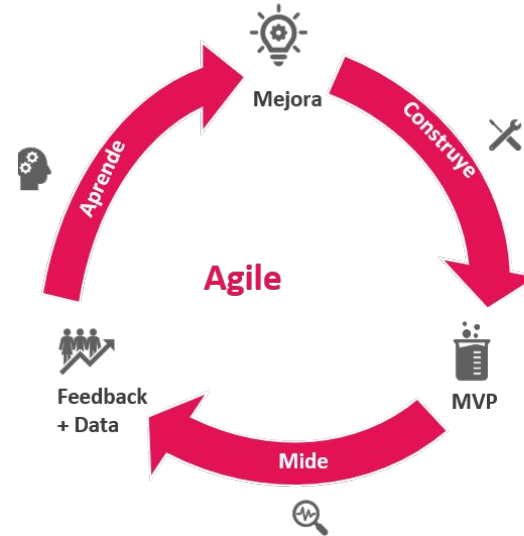 Mejora
Construye
Aprende
Agile
Feedback
+ Data
MVP
Mide